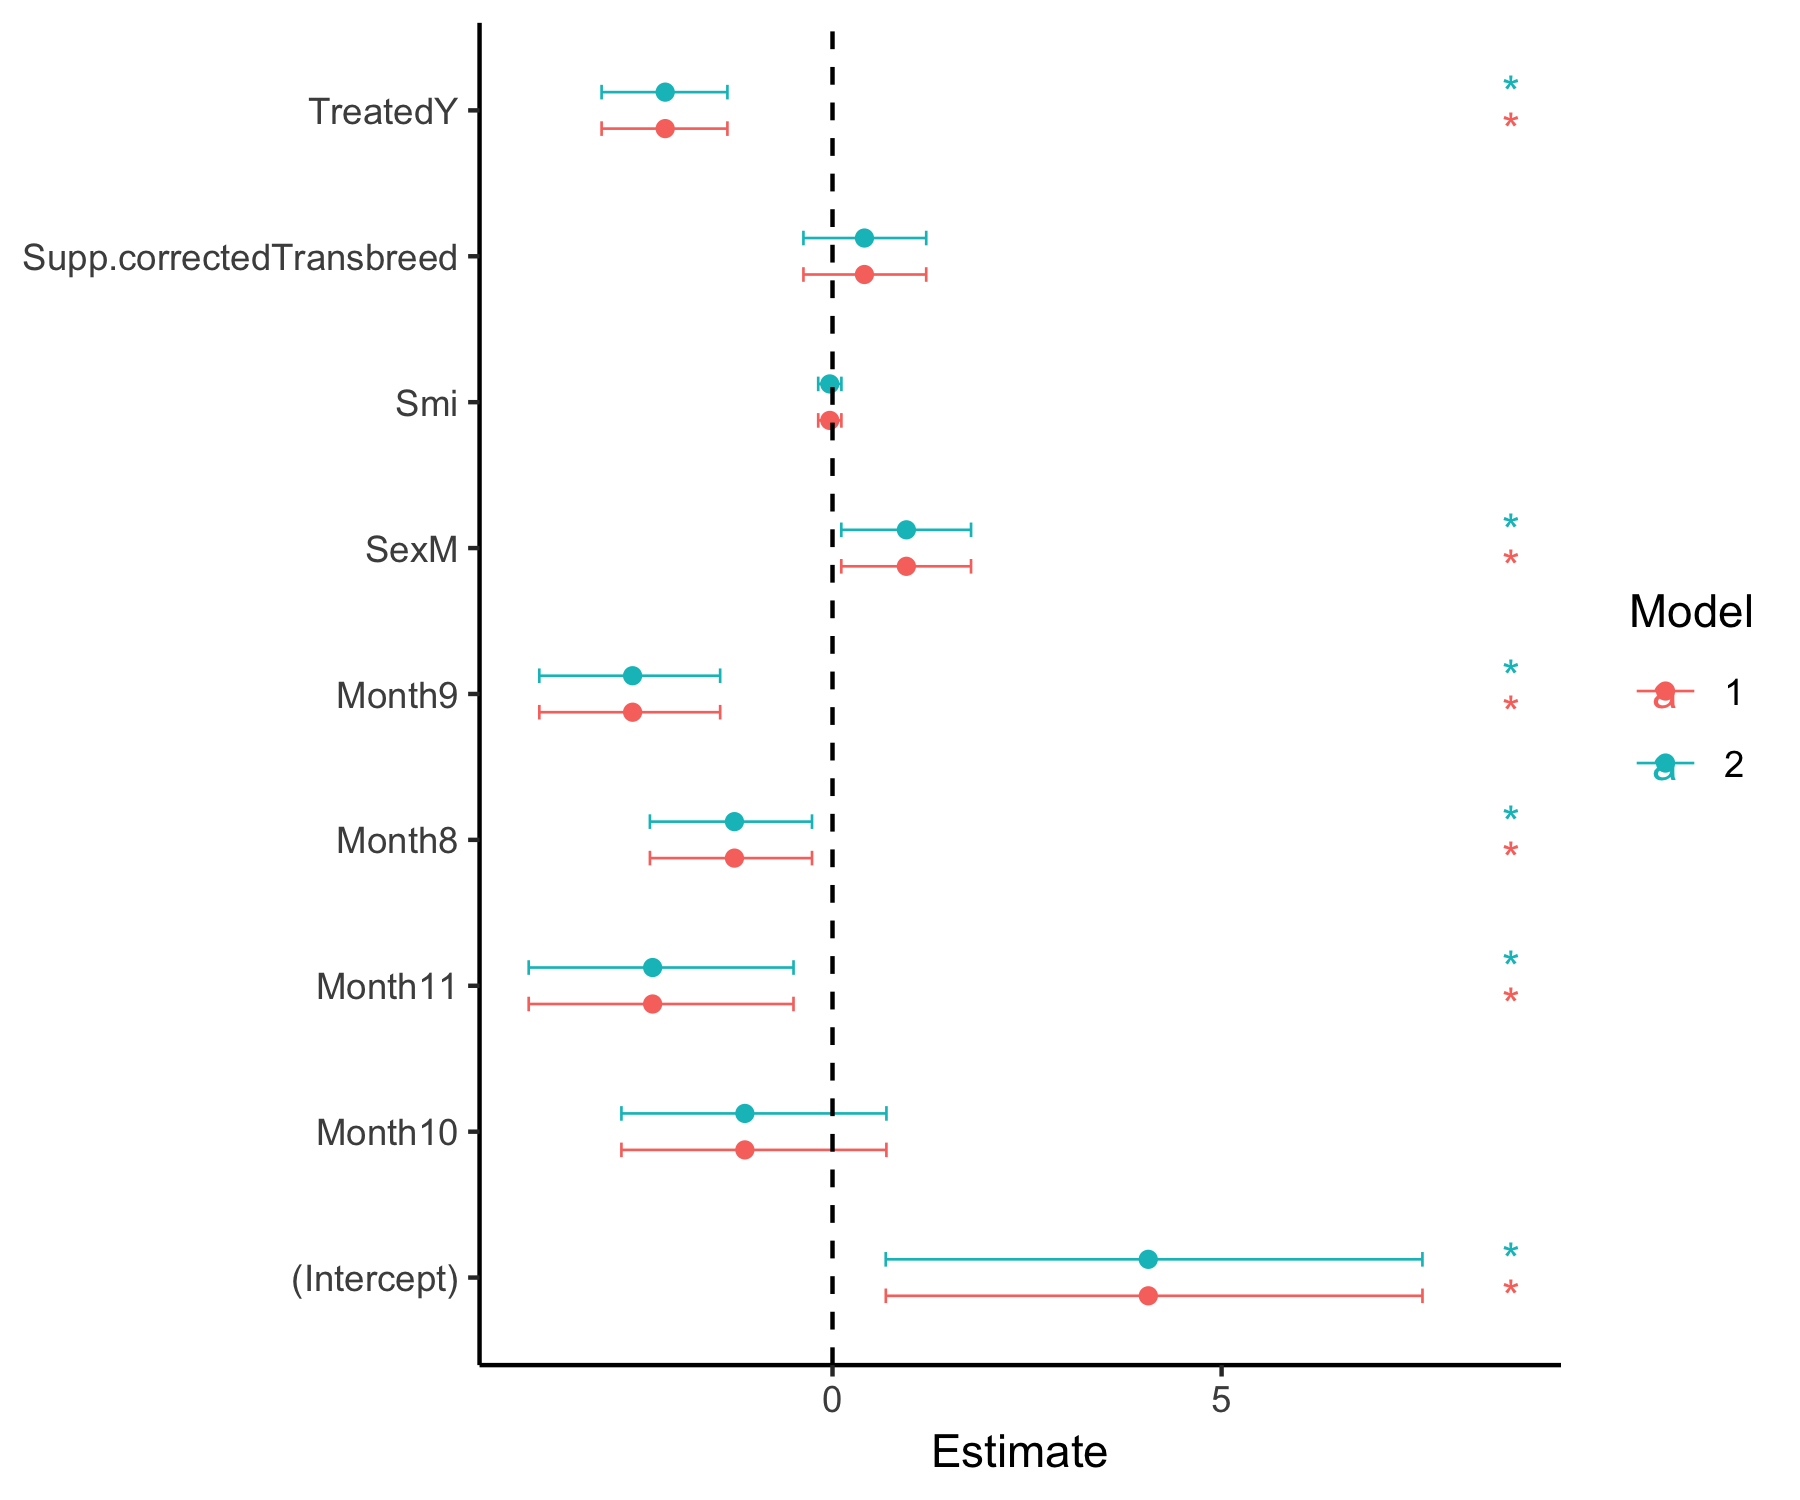 TreatedY
*
*
Supp.correctedTransbreed
Smi
SexM
*
*
Month9
*
*
Month8
*
*
Month11
*
*
Month10
(Intercept)
*
*
0
5
Estimate
Model
a 1
a 2